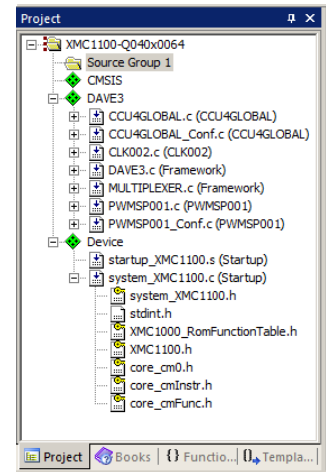 Project
XMC1100-Q040x0064
Source Group 1
CMSIS
DAVE3
CCU4GLOBAL.c (CCU4GLOBAL)
CCU4GLOBAL_Conf.c (CCU4GLOBAL)
CLK002.c (CLK002)
DAVE3.c (Framework)
MULTIPLEXER.c (Framework)
PWMSP001.c (PWMSP001)
PWMSP001_Conf.c (PWMSP001)
Device
startup_XMC1100.s (Startup)
system_XMC1100.c (Startup)
system_XMC1100.h
stdint.h
XMC1000_RomFunctionTable.h
XMC1100.h
core_cm0.h
core_cmInstr.h
core_cmFunc.h
Project Books {} Functio... 0 Templa...